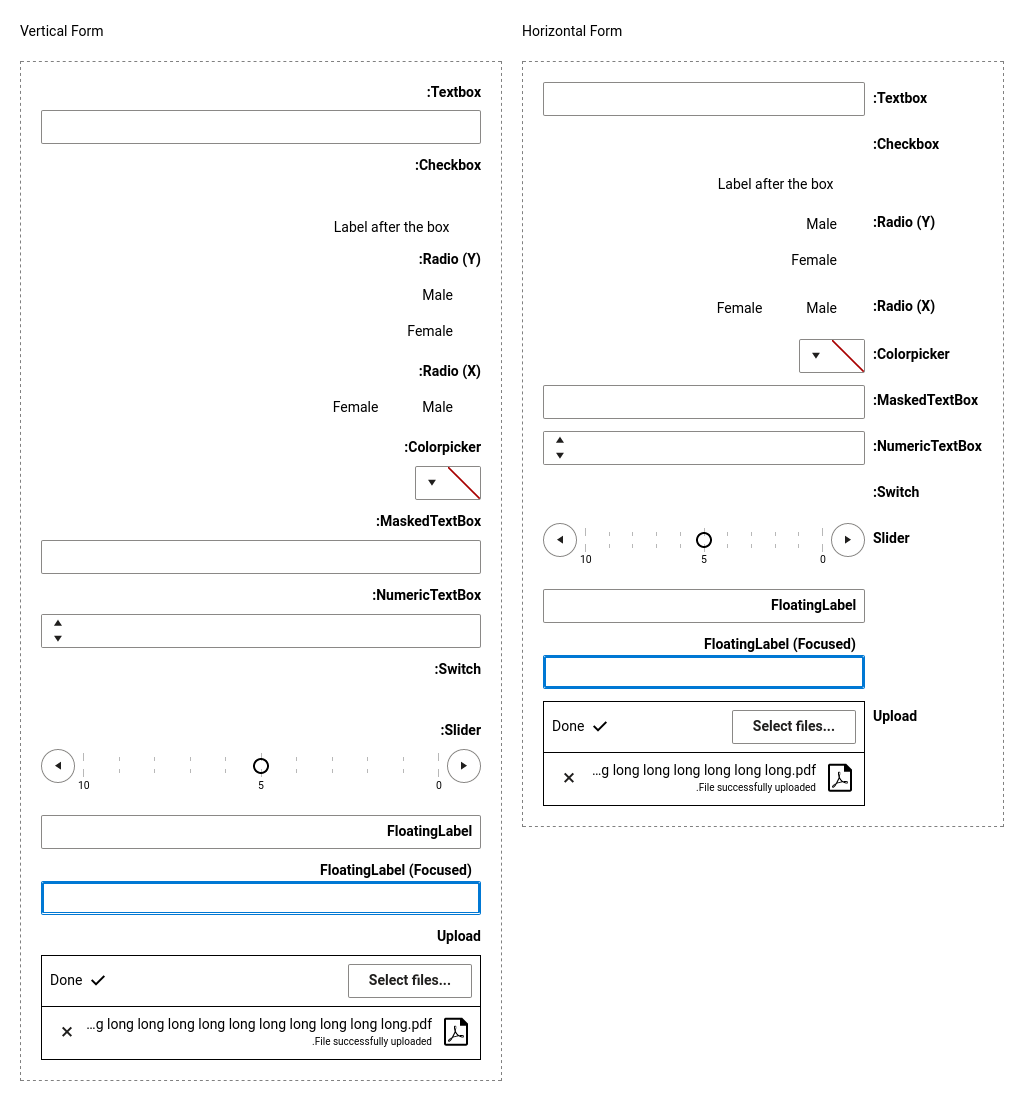 Vertical Form
:Textbox
:Checkbox
Label after the box
:Radio (Y)
Male
Female
:Radio (X)
Female Male
:Colorpicker
:MaskedTextBox
:NumericTextBox
:Switch
:Slider
10 5 0
FloatingLabel
FloatingLabel (Focused)
Upload
Done Select files...
...g long long long long long long long long long long.pdf
.File successfully uploaded
Horizontal Form
:Textbox
:Checkbox
Label after the box
Male :Radio (Y)
Female
Female Male :Radio (X)
:Colorpicker
:MaskedTextBox
:NumericTextBox
:Switch
Slider
10 5 0
FloatingLabel
FloatingLabel (Focused)
Upload
Done Select files...
...g long long long long long long.pdf
.File successfully uploaded